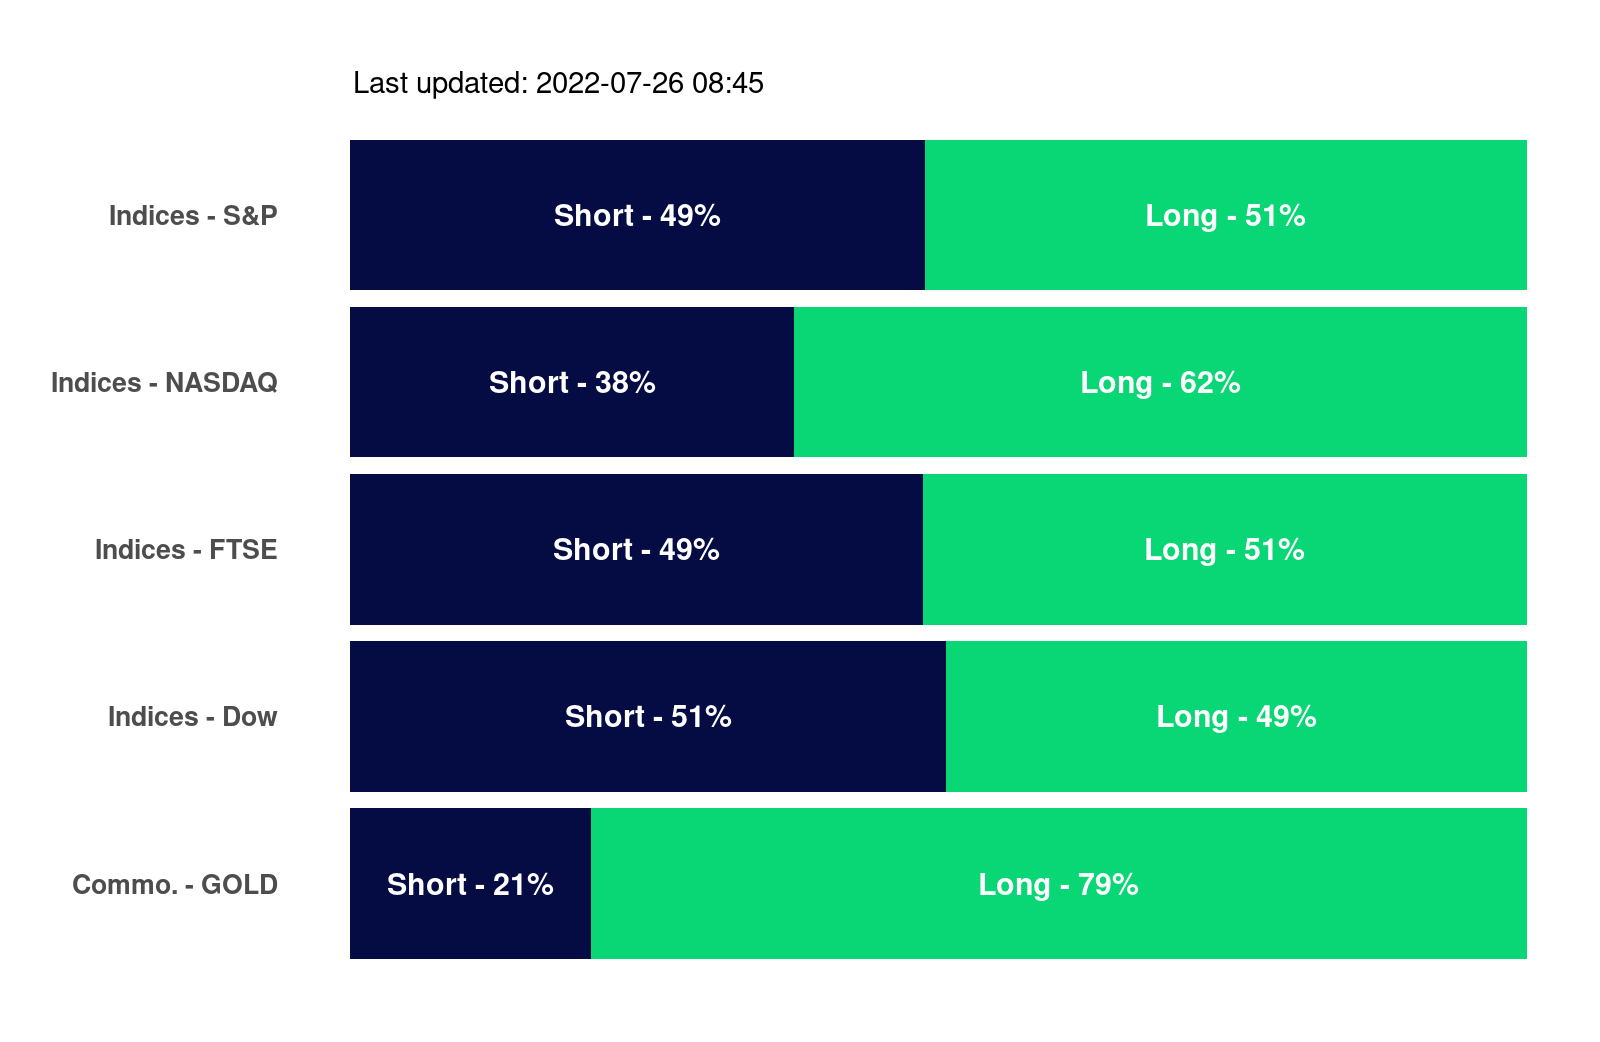 Last updated: 2022-07-26 08:45
Indices - S&P Short - 49% Long - 51%
Indices - NASDAQ Short - 38% Long - 62%
Indices - FTSE Short - 49% Long - 51%
Indices - Dow Short - 51% Long - 49%
Commo. - GOLD Short - 21% Long - 79%